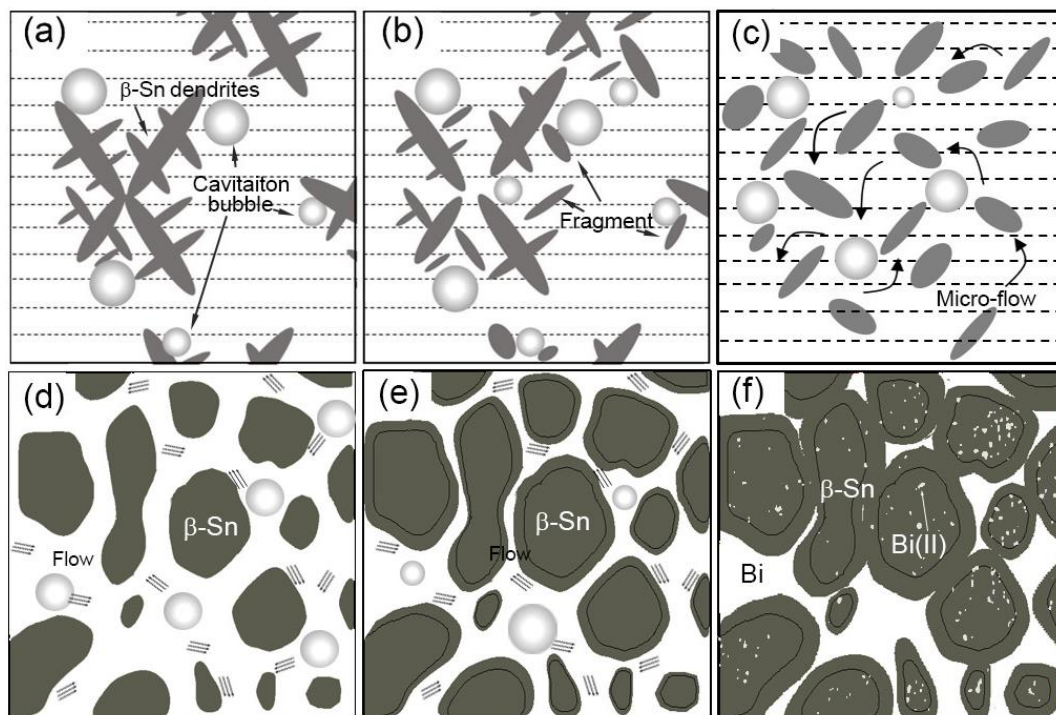 (a)
β-Sn dendrites
Cavitaiton
bubble
(b)
Fragment
(c)
Micro-flow
(d)
β-Sn
Flow
(e)
β-Sn
Flow
(f)
β-Sn
Bi(II)
Bi